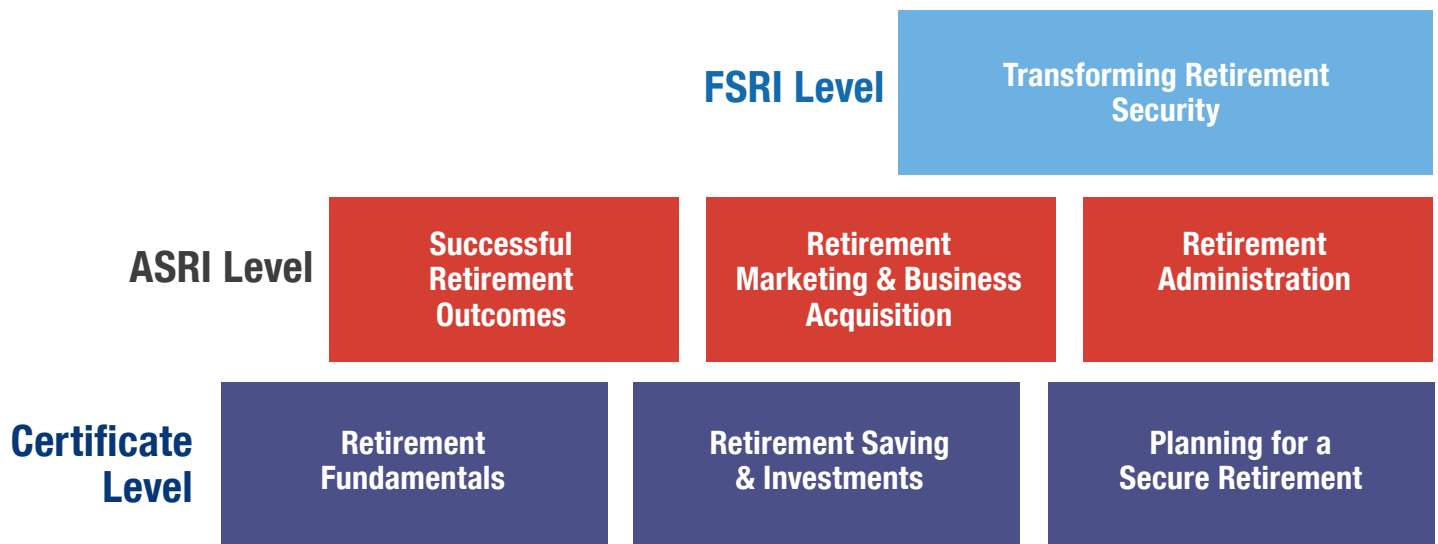 FSRI Level
Transforming Retirement
Security
ASRI Level
Successful
Retirement
Outcomes
Retirement
Marketing & Business
Acquisition
Retirement
Administration
Certificate
Level
Retirement
Fundamentals
Retirement Saving
& Investments
Planning for a
Secure Retirement